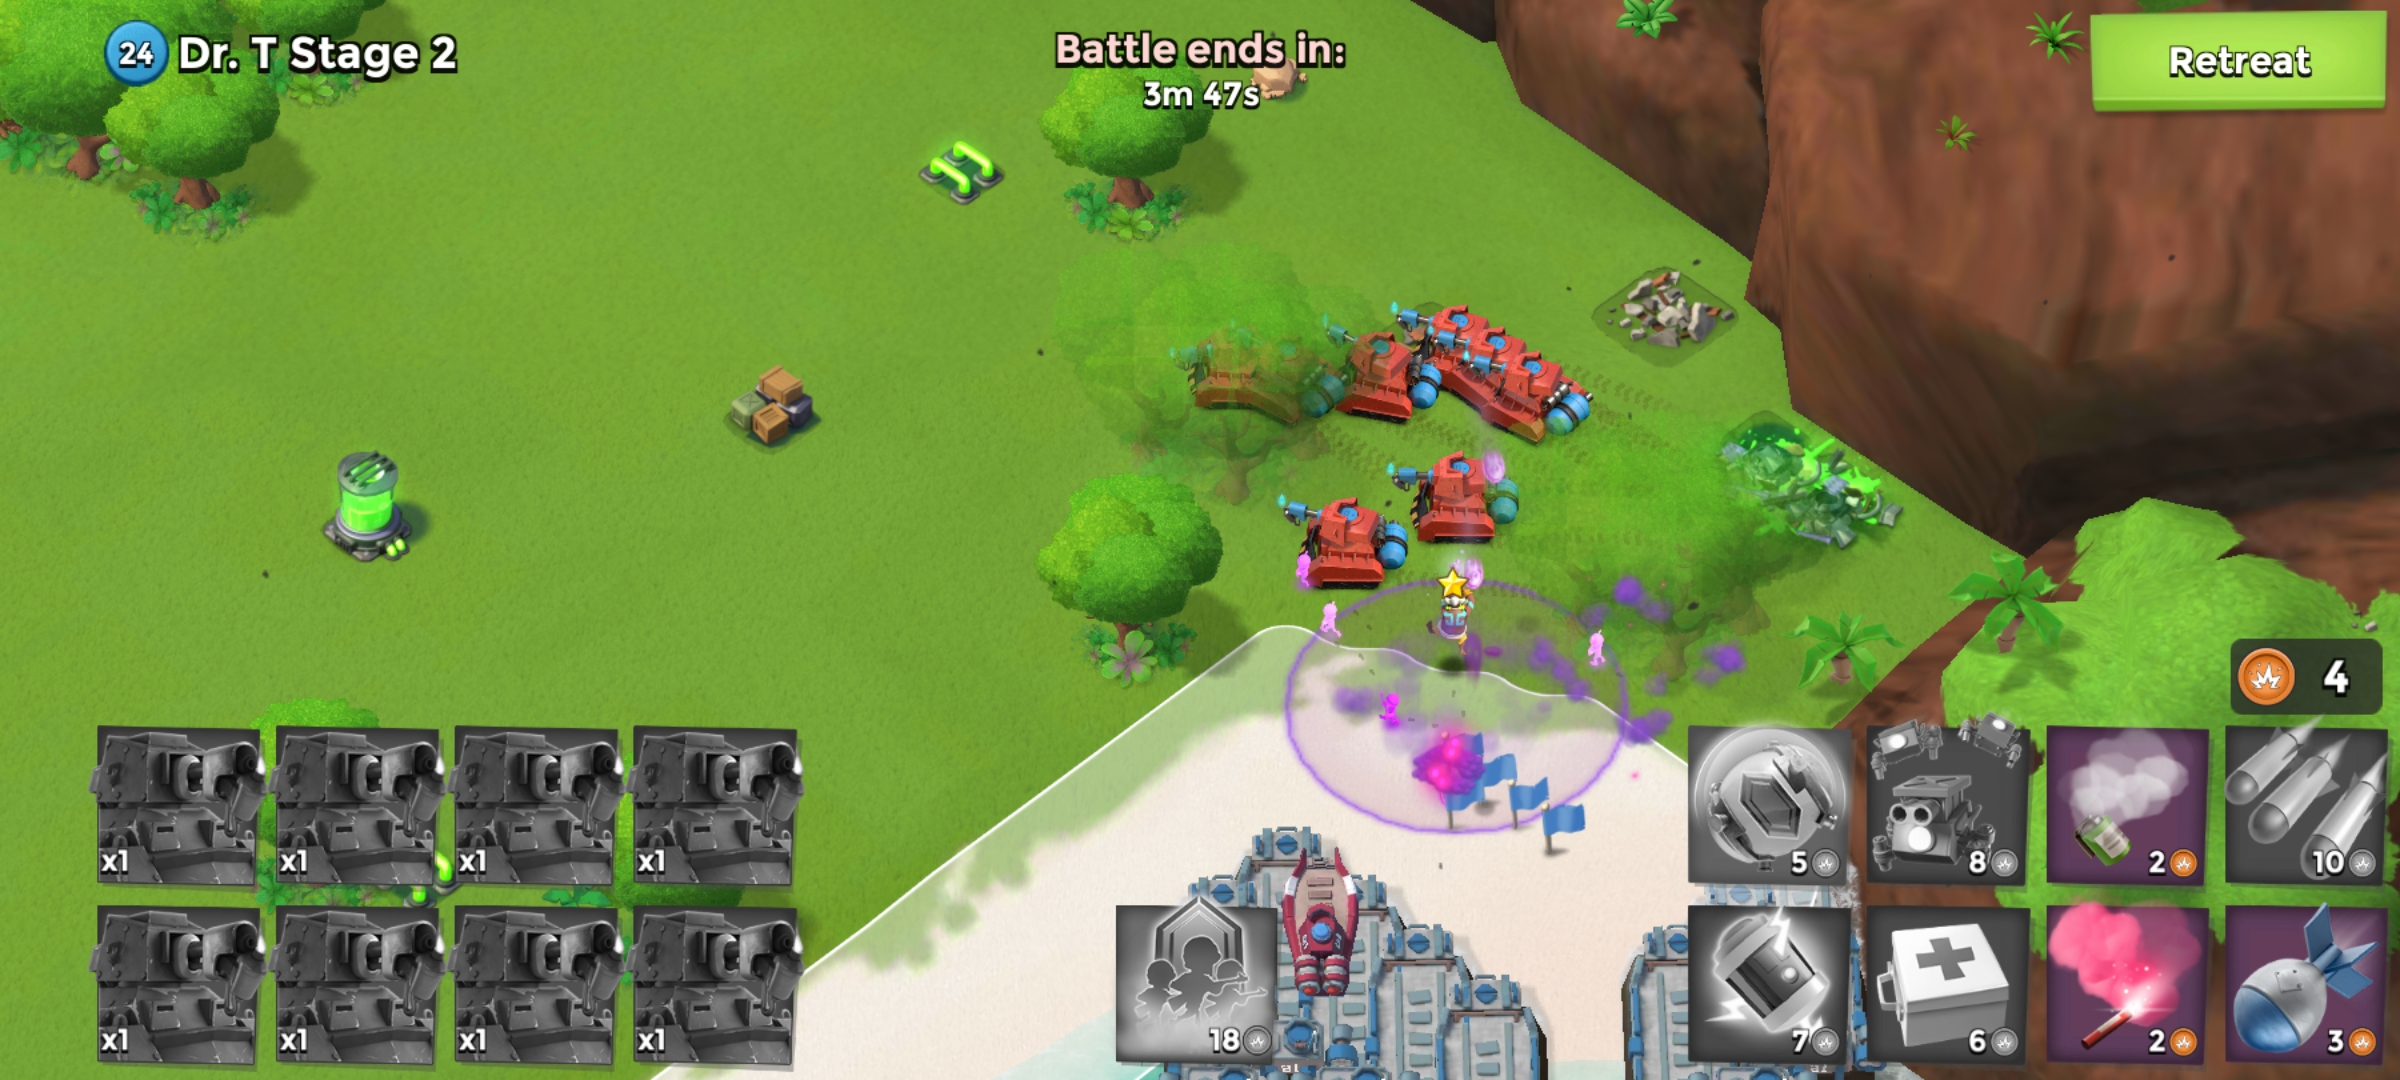 24 Dr. T Stage 2
Battle ends in:
3m 47s
Retreat
4
x1 x1 x1 x1
5 8 2 10
x1 x1 x1 x1
18 7 6 2 3